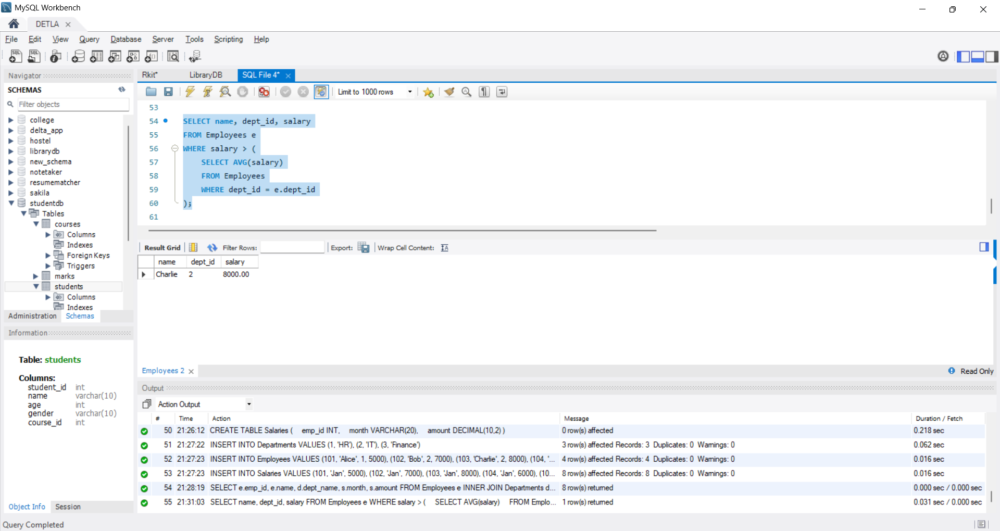 MySQL Workbench
DETLA
File Edit View Query Database Server Tools Scripting Help
Navigator
SCHEMAS
Filter objects
college
delta_app
hostel
librarydb
new_schema
notetaker
resumematcher
sakila
studentdb
Tables
courses
Columns
Indexes
Foreign Keys
Triggers
marks
students
Columns
Indexes
Administration Schemas
Information
Table: students
Columns:
student_id int
name varchar(10)
age int
gender varchar(10)
course_id int
Object Info Session
Rkit* LibraryDB SQL File 4*
Limit to 1000 rows
53
54 SELECT name, dept_id, salary
55 FROM Employees e
56 WHERE salary > (
57 SELECT AVG(salary)
58 FROM Employees
59 WHERE dept_id = e.dept_id
60 );
61
Result Grid Filter Rows: Export: Wrap Cell Content:
name dept_id salary
Charlie 2 8000.00
Employees 2 Read Only
Output
Action Output
# Time Action Message Duration / Fetch
50 21:26:12 CREATE TABLE Salaries ( emp_id INT, month VARCHAR(20), amount DECIMAL(10,2) ) 0 row(s) affected 0.218 sec
51 21:27:22 INSERT INTO Departments VALUES (1, 'HR'), (2, 'IT'), (3, 'Finance') 3 row(s) affected Records: 3 Duplicates: 0 Warnings: 0 0.062 sec
52 21:27:23 INSERT INTO Employees VALUES (101, 'Alice', 1, 5000), (102, 'Bob', 2, 7000), (103, 'Charlie', 2, 8000), (104, '... 4 row(s) affected Records: 4 Duplicates: 0 Warnings: 0 0.016 sec
53 21:27:23 INSERT INTO Salaries VALUES (101, 'Jan', 5000), (102, 'Jan', 7000), (103, 'Jan', 8000), (104, 'Jan', 6000), (10... 8 row(s) affected Records: 8 Duplicates: 0 Warnings: 0 0.016 sec
54 21:28:19 SELECT e.emp_id, e.name, d.dept_name, s.month, s.amount FROM Employees e INNER JOIN Departments d... 8 row(s) returned 0.000 sec / 0.000 sec
55 21:31:03 SELECT name, dept_id, salary FROM Employees e WHERE salary > ( SELECT AVG(salary) FROM Emplo... 1 row(s) returned 0.031 sec / 0.000 sec
Query Completed